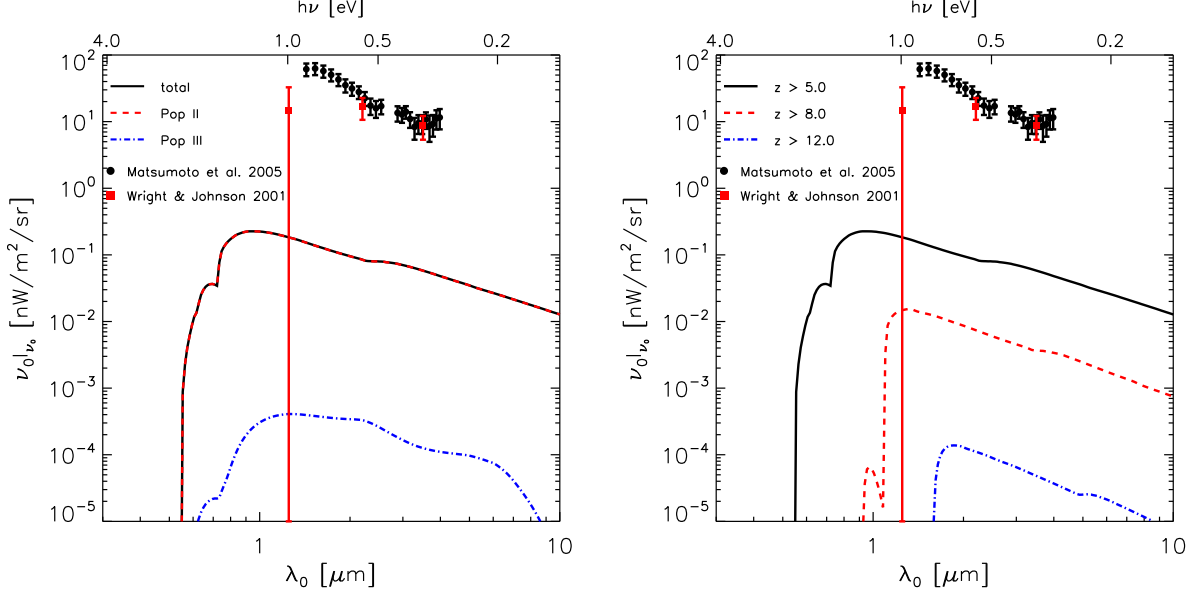 hν [eV]
4.0 1.0 0.5 0.2
10²
10¹
10⁰
10⁻¹
10⁻²
10⁻³
10⁻⁴
10⁻⁵
ν₀I_ν₀ [nW/m²/sr]
total
Pop II
Pop III
Matsumoto et al. 2005
Wright & Johnson 2001
1 10
λ₀ [μm]
hν [eV]
4.0 1.0 0.5 0.2
10²
10¹
10⁰
10⁻¹
10⁻²
10⁻³
10⁻⁴
10⁻⁵
ν₀I_ν₀ [nW/m²/sr]
z > 5.0
z > 8.0
z > 12.0
Matsumoto et al. 2005
Wright & Johnson 2001
1 10
λ₀ [μm]